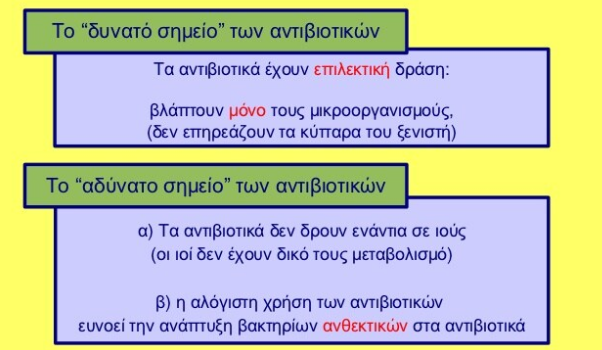 Το “δυνατό σημείο” των αντιβιοτικών
Τα αντιβιοτικά έχουν επιλεκτική δράση:
βλάπτουν μόνο τους μικροοργανισμούς,
(δεν επηρεάζουν τα κύτταρα του ξενιστή)
Το “αδύνατο σημείο” των αντιβιοτικών
α) Τα αντιβιοτικά δεν δρουν ενάντια σε ιούς
(οι ιοί δεν έχουν δικό τους μεταβολισμό)
β) η αλόγιστη χρήση των αντιβιοτικών
ευνοεί την ανάπτυξη βακτηρίων ανθεκτικών στα αντιβιοτικά